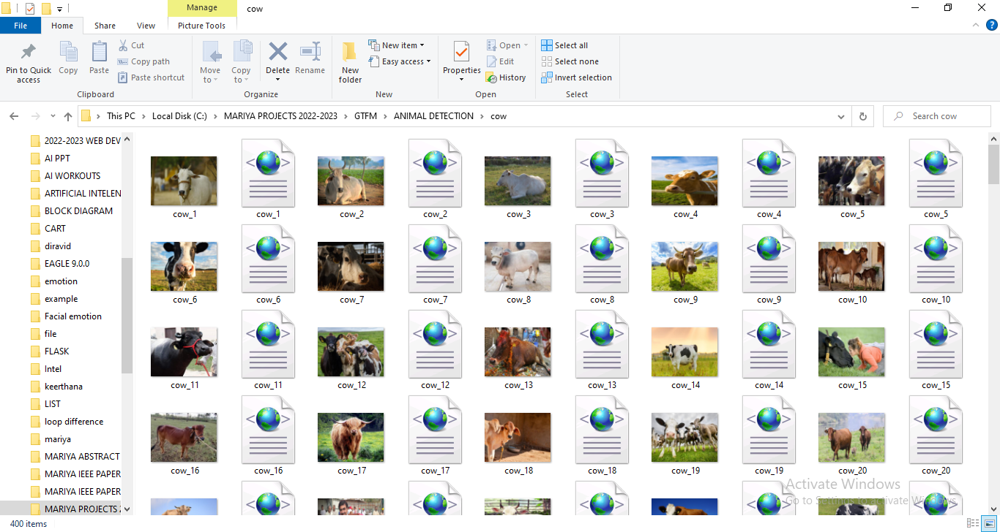 Manage
cow
File
Home
Share
View
Picture Tools
Pin to Quick access
Copy
Paste
Cut
Copy path
Paste shortcut
Clipboard
Move to
Copy to
Delete
Rename
Organize
New folder
New item
Easy access
New
Properties
Open
Edit
History
Open
Select all
Select none
Invert selection
Select
This PC > Local Disk (C:) > MARIYA PROJECTS 2022-2023 > GTFM > ANIMAL DETECTION > cow
Search cow
2022-2023 WEB DEV
AI PPT
AI WORKOUTS
ARTIFICIAL INTELEN
BLOCK DIAGRAM
CART
diravid
EAGLE 9.0.0
emotion
example
Facial emotion
file
FLASK
Intel
keerthana
LIST
loop difference
mariya
MARIYA ABSTRACT
MARIYA IEEE PAPER
MARIYA IEEE PAPER
MARIYA PROJECTS 2
cow_1 cow_1 cow_2 cow_2 cow_3 cow_3 cow_4 cow_4 cow_5 cow_5
cow_6 cow_6 cow_7 cow_7 cow_8 cow_8 cow_9 cow_9 cow_10 cow_10
cow_11 cow_11 cow_12 cow_12 cow_13 cow_13 cow_14 cow_14 cow_15 cow_15
cow_16 cow_16 cow_17 cow_17 cow_18 cow_18 cow_19 cow_19 cow_20 cow_20
Activate Windows
Go to Settings to activate Windows.
400 items